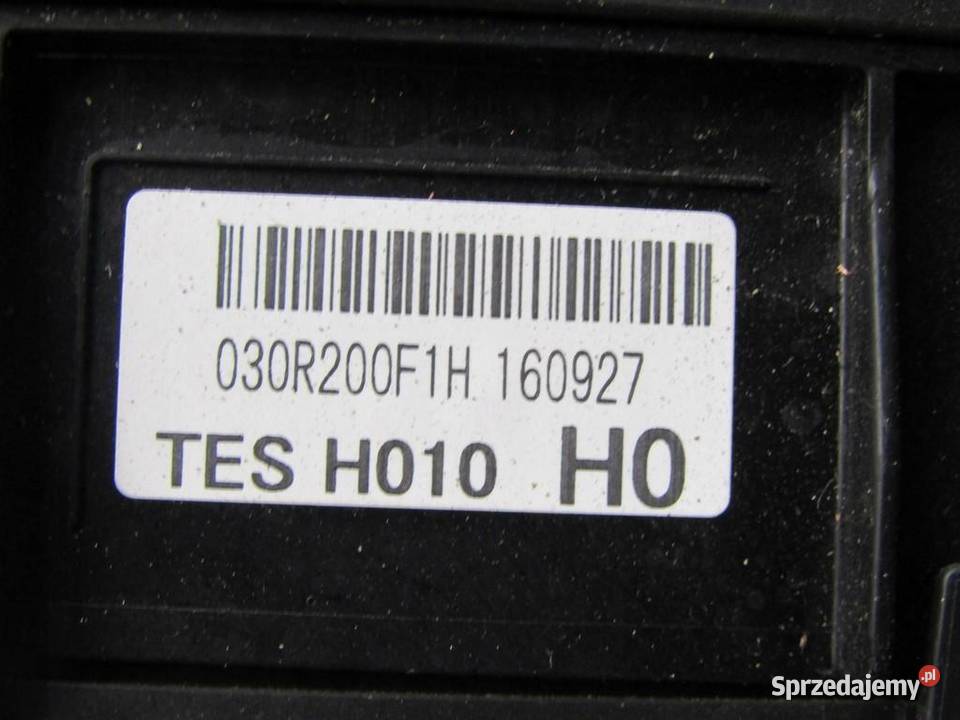 030R200F1H 160927
TES H010 H0
Sprzedajemy.pl